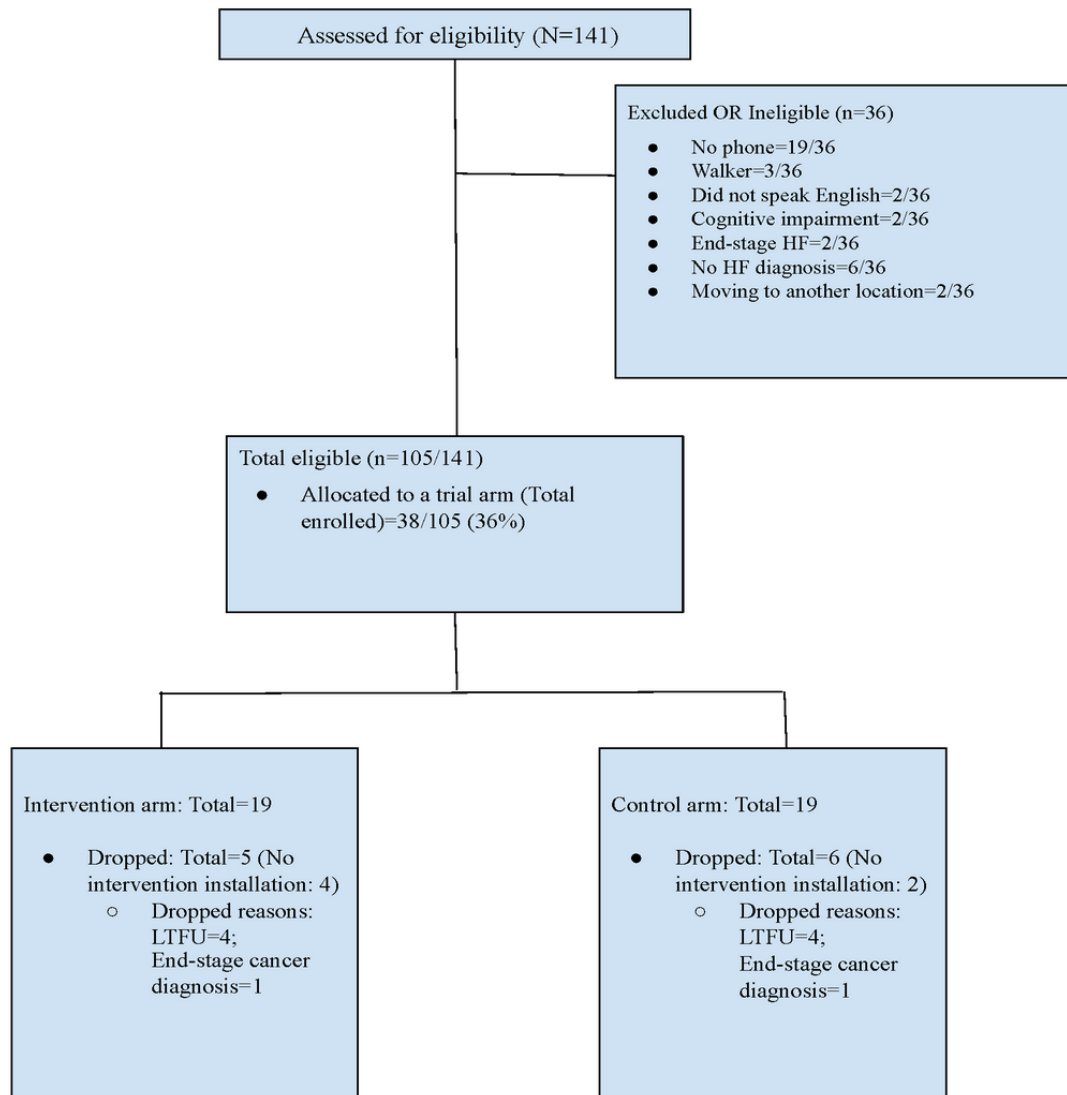 Assessed for eligibility (N=141)
Excluded OR Ineligible (n=36)
● No phone=19/36
● Walker=3/36
● Did not speak English=2/36
● Cognitive impairment=2/36
● End-stage HF=2/36
● No HF diagnosis=6/36
● Moving to another location=2/36
Total eligible (n=105/141)
● Allocated to a trial arm (Total
enrolled)=38/105 (36%)
Intervention arm: Total=19
● Dropped: Total=5 (No
intervention installation: 4)
○ Dropped reasons:
LTFU=4;
End-stage cancer
diagnosis=1
Control arm: Total=19
● Dropped: Total=6 (No
intervention installation: 2)
○ Dropped reasons:
LTFU=4;
End-stage cancer
diagnosis=1